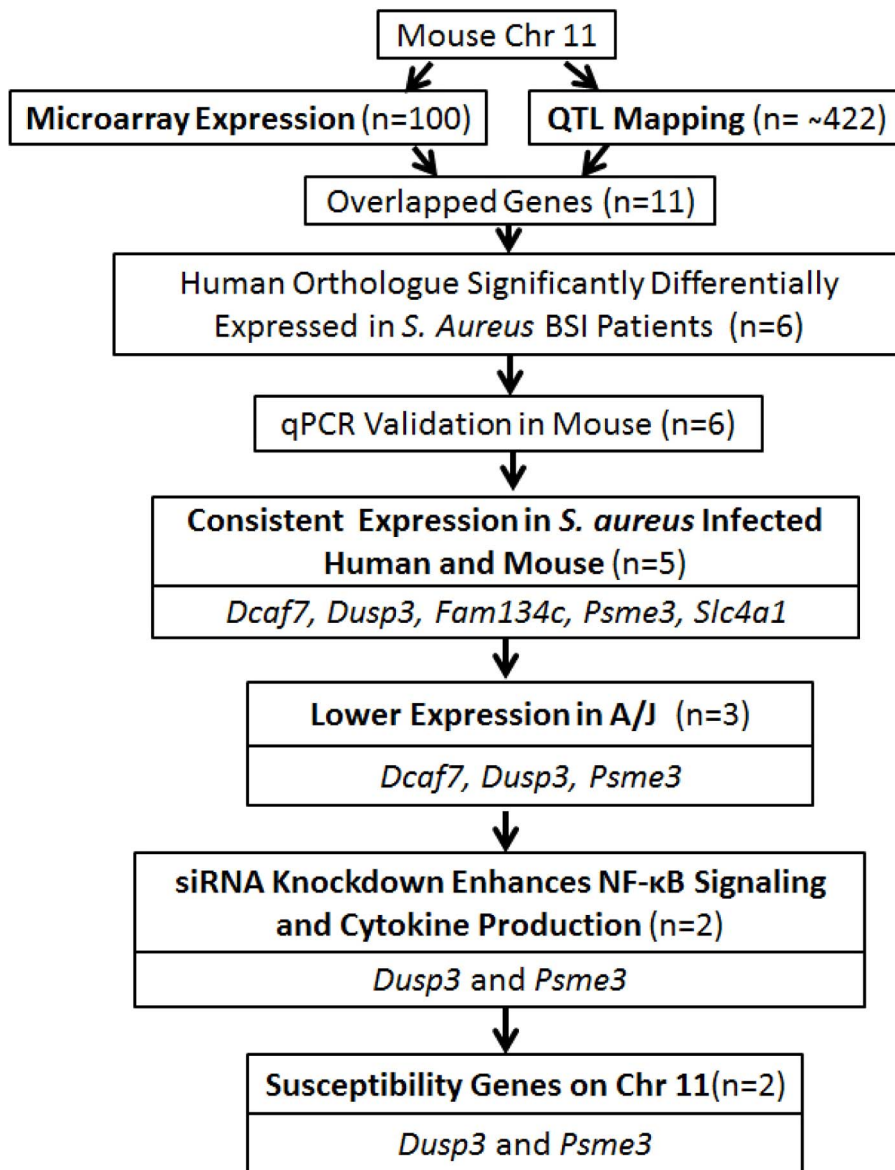 Mouse Chr 11
Microarray Expression (n=100)
QTL Mapping (n= ~422)
Overlapped Genes (n=11)
Human Orthologue Significantly Differentially
Expressed in S. Aureus BSI Patients (n=6)
qPCR Validation in Mouse (n=6)
Consistent Expression in S. aureus Infected
Human and Mouse (n=5)
Dcaf7, Dusp3, Fam134c, Psme3, Slc4a1
Lower Expression in A/J (n=3)
Dcaf7, Dusp3, Psme3
siRNA Knockdown Enhances NF-κB Signaling
and Cytokine Production (n=2)
Dusp3 and Psme3
Susceptibility Genes on Chr 11(n=2)
Dusp3 and Psme3